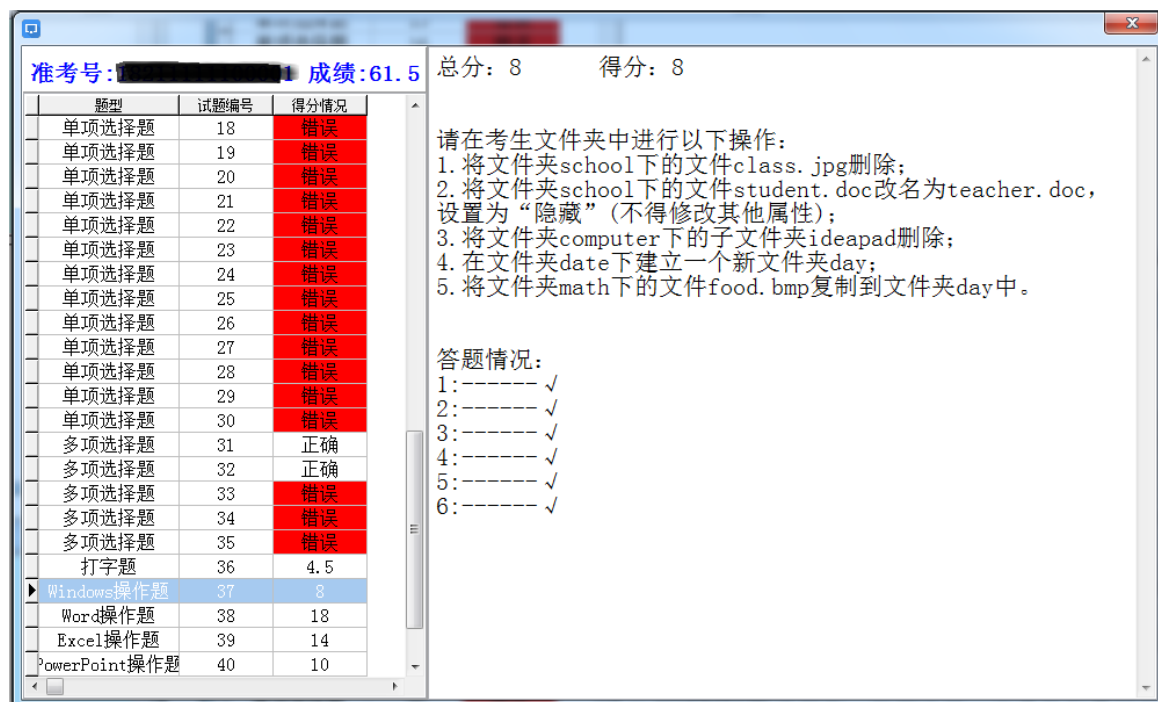 准考号: 成绩:61.5
题型 试题编号 得分情况
单项选择题 18 错误
单项选择题 19 错误
单项选择题 20 错误
单项选择题 21 错误
单项选择题 22 错误
单项选择题 23 错误
单项选择题 24 错误
单项选择题 25 错误
单项选择题 26 错误
单项选择题 27 错误
单项选择题 28 错误
单项选择题 29 错误
单项选择题 30 错误
多项选择题 31 正确
多项选择题 32 正确
多项选择题 33 错误
多项选择题 34 错误
多项选择题 35 错误
打字题 36 4.5
Windows操作题 37 8
Word操作题 38 18
Excel操作题 39 14
PowerPoint操作题 40 10
总分: 8 得分: 8
请在考生文件夹中进行以下操作:
1.将文件夹school下的文件class.jpg删除;
2.将文件夹school下的文件student.doc改名为teacher.doc,
设置为“隐藏”(不得修改其他属性);
3.将文件夹computer下的子文件夹ideapad删除;
4.在文件夹date下建立一个新文件夹day;
5.将文件夹math下的文件food.bmp复制到文件夹day中。
答题情况:
1:------√
2:------√
3:------√
4:------√
5:------√
6:------√